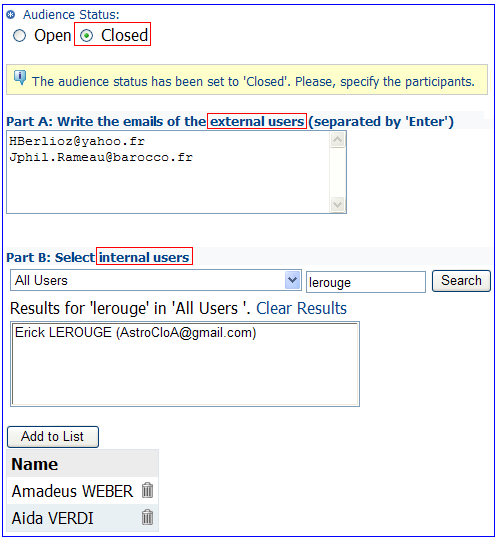 Audience Status:
Open Closed
The audience status has been set to 'Closed'. Please, specify the participants.
Part A: Write the emails of the external users (separated by 'Enter')
HBerlioz@yahoo.fr
Jphil.Rameau@barocco.fr
Part B: Select internal users
All Users lerouge Search
Results for 'lerouge' in 'All Users '. Clear Results
Erick LEROUGE (AstroCloA@gmail.com)
Add to List
Name
Amadeus WEBER
Aida VERDI